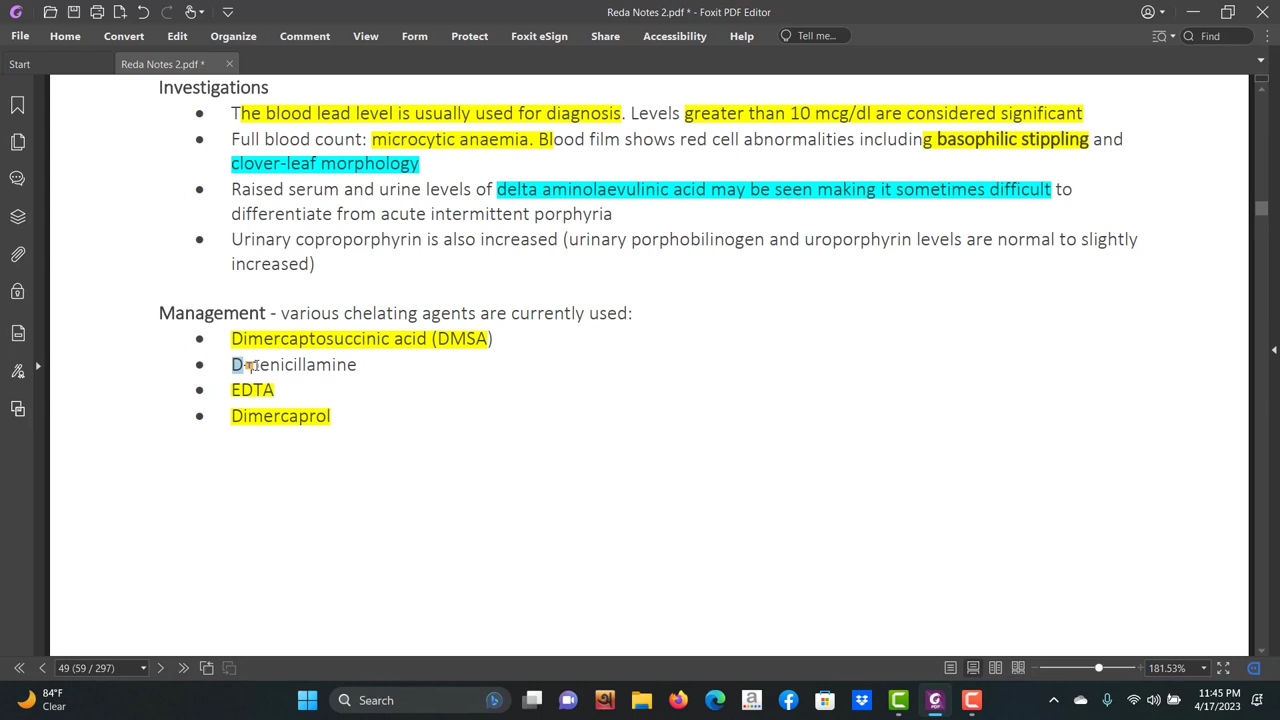 Reda Notes 2.pdf * - Foxit PDF Editor
File Home Convert Edit Organize Comment View Form Protect Foxit eSign Share Accessibility Help Tell me... Find
Start Reda Notes 2.pdf *
Investigations
• The blood lead level is usually used for diagnosis. Levels greater than 10 mcg/dl are considered significant
• Full blood count: microcytic anaemia. Blood film shows red cell abnormalities including basophilic stippling and
clover-leaf morphology
• Raised serum and urine levels of delta aminolaevulinic acid may be seen making it sometimes difficult to
differentiate from acute intermittent porphyria
• Urinary coproporphyrin is also increased (urinary porphobilinogen and uroporphyrin levels are normal to slightly
increased)
Management - various chelating agents are currently used:
• Dimercaptosuccinic acid (DMSA)
• D-penicillamine
• EDTA
• Dimercaprol
49 (59 / 297) 181.53%
84°F
Clear
Search
11:45 PM
4/17/2023